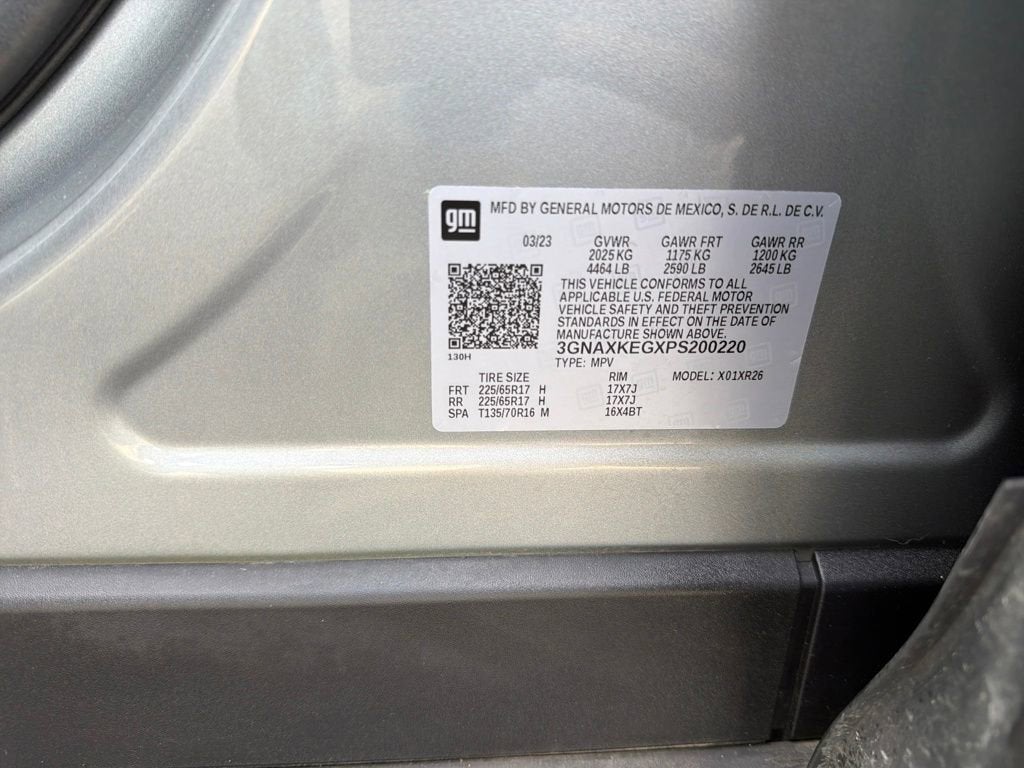 gm MFD BY GENERAL MOTORS DE MEXICO, S. DE R.L. DE C.V.
03/23 GVWR GAWR FRT GAWR RR
2025 KG 1175 KG 1200 KG
4464 LB 2590 LB 2645 LB
THIS VEHICLE CONFORMS TO ALL
APPLICABLE U.S. FEDERAL MOTOR
VEHICLE SAFETY AND THEFT PREVENTION
STANDARDS IN EFFECT ON THE DATE OF
MANUFACTURE SHOWN ABOVE.
3GNAXKEGXPS200220
130H
TYPE: MPV
TIRE SIZE RIM MODEL: X01XR26
FRT 225/65R17 H 17X7J
RR 225/65R17 H 17X7J
SPA T135/70R16 M 16X4BT